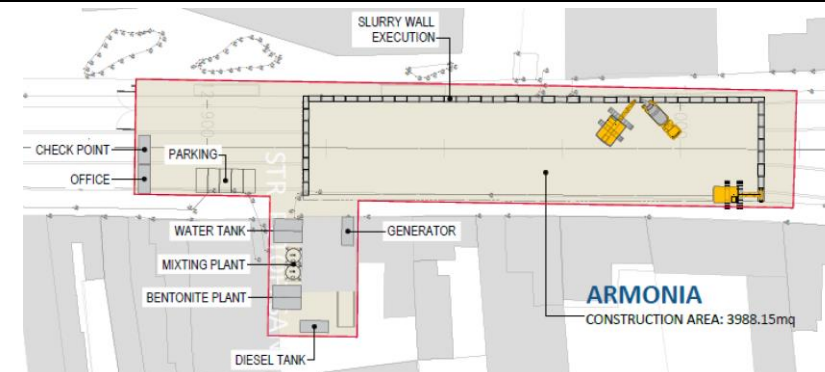 SLURRY WALL
EXECUTION
CHECK POINT
PARKING
OFFICE
WATER TANK
GENERATOR
MIXTING PLANT
BENTONITE PLANT
DIESEL TANK
ARMONIA
CONSTRUCTION AREA: 3988.15mq